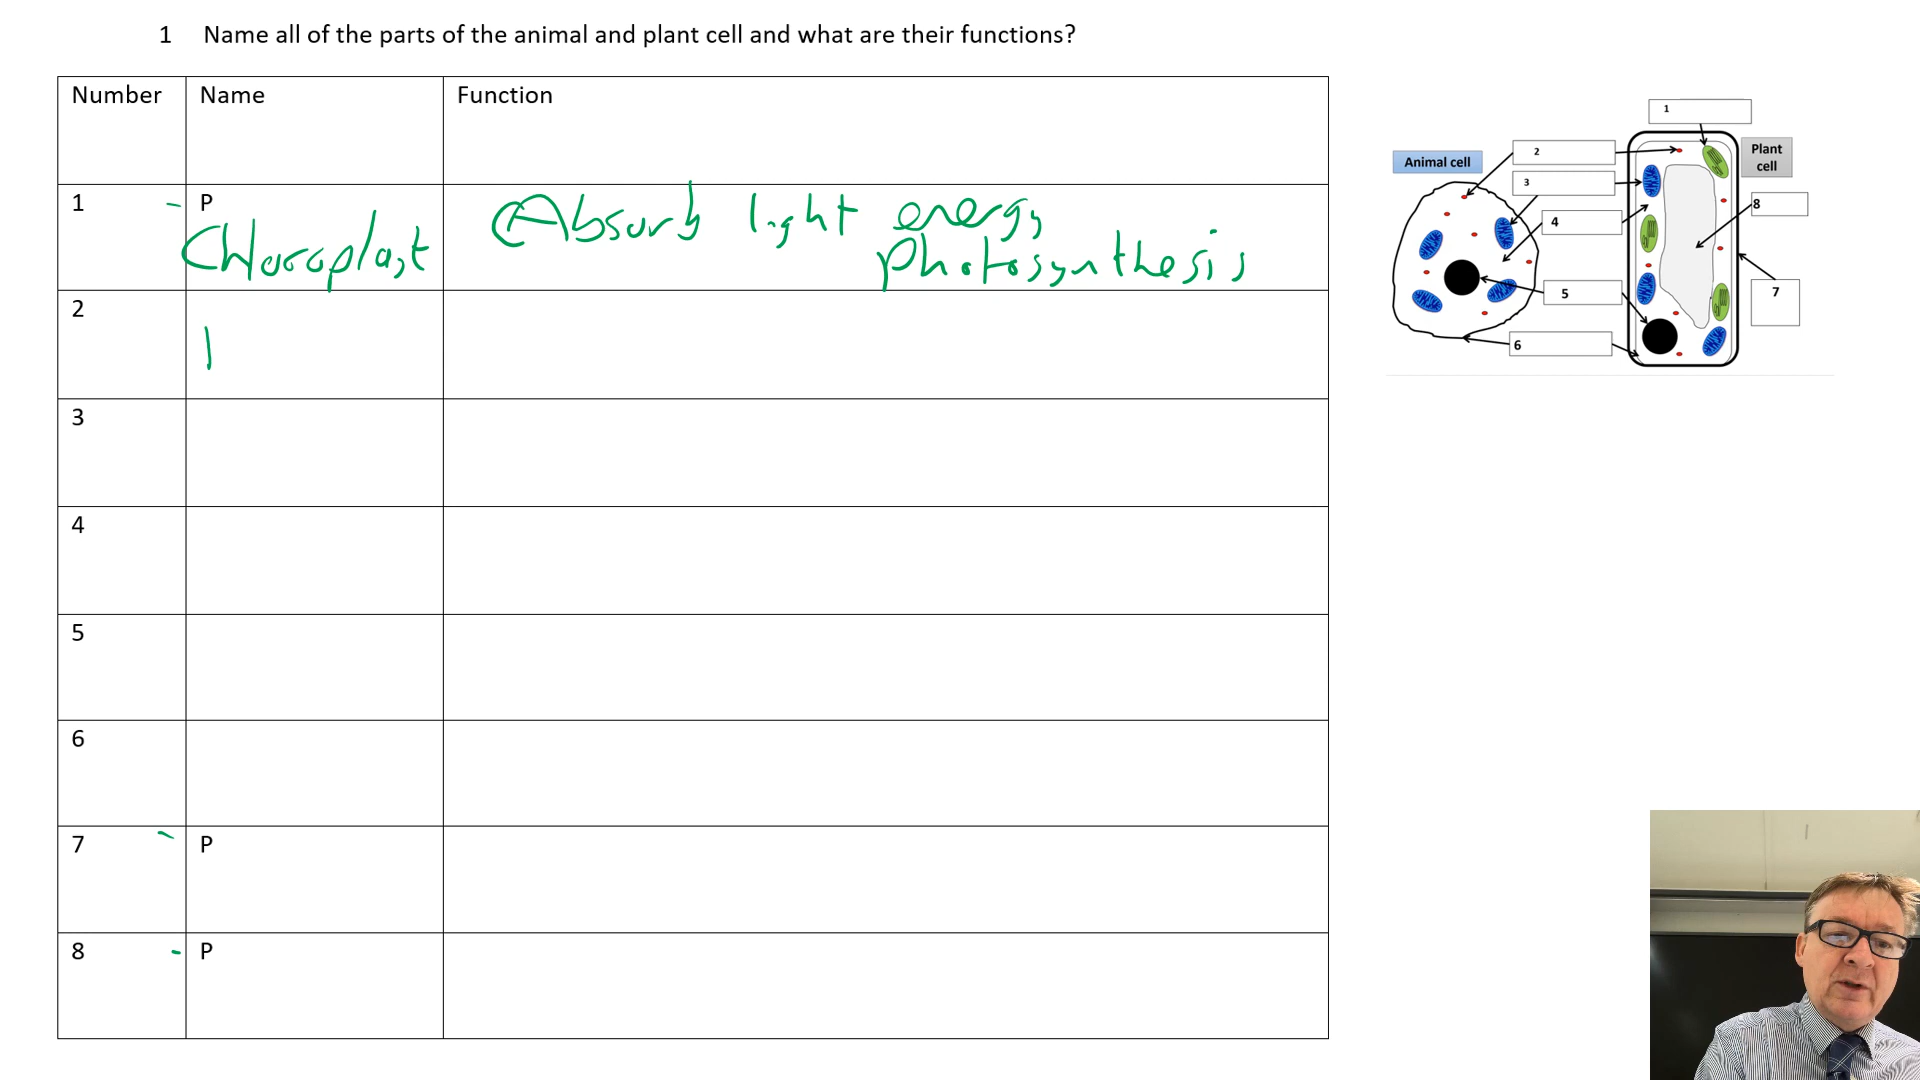 1 Name all of the parts of the animal and plant cell and what are their functions?
Number Name Function
1 P
Chloroplast
Absorb light energy
Photosynthesis
2
3
4
5
6
7 P
8 P
1
2
Animal cell
Plant
cell
3
8
4
5
7
6